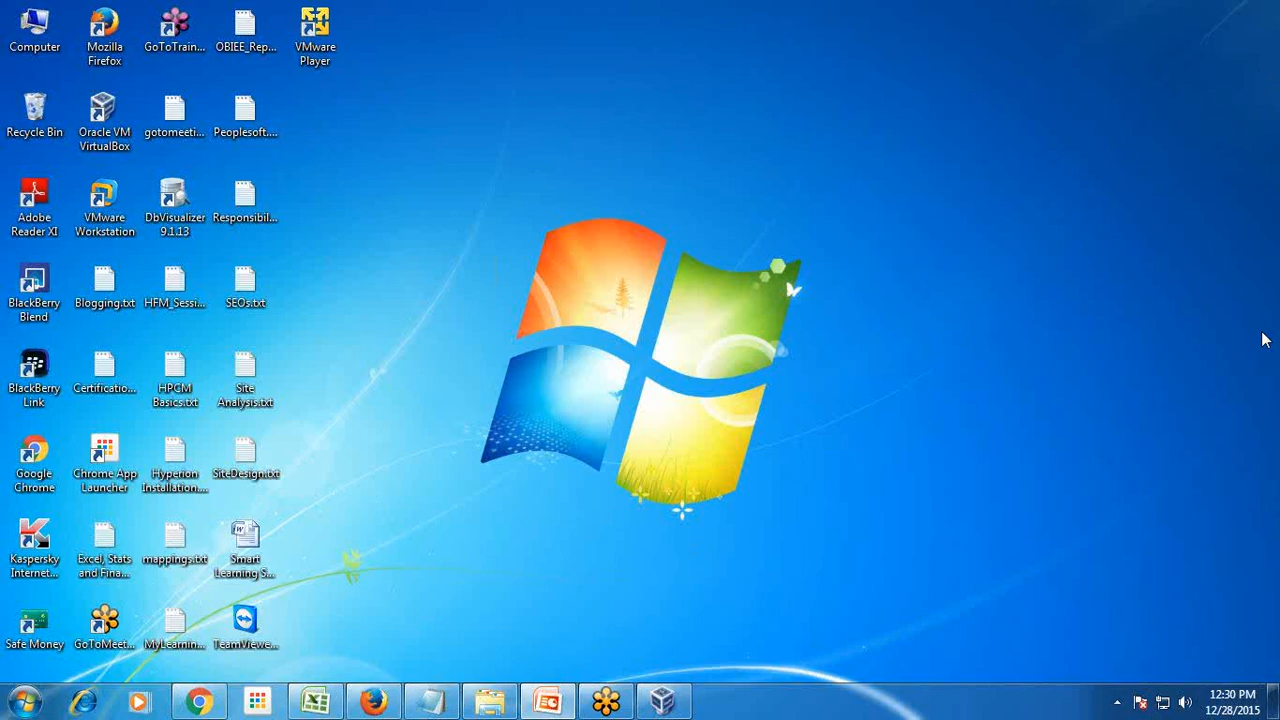 Computer
Mozilla
Firefox
GoToTrain...
OBIEE_Rep...
VMware
Player
Recycle Bin
Oracle VM
VirtualBox
gotomeeti...
Peoplesoft....
Adobe
Reader XI
VMware
Workstation
DbVisualizer
9.1.13
Responsibil...
BlackBerry
Blend
Blogging.txt
HFM_Sessi...
SEOs.txt
BlackBerry
Link
Certificatio...
HPCM
Basics.txt
Site
Analysis.txt
Google
Chrome
Chrome App
Launcher
Hyperion
Installation....
SiteDesign.txt
Kaspersky
Internet...
Excel, Stats
and Fina...
mappings.txt
Smart
Learning S...
Safe Money
GoToMeet...
MyLearnin...
TeamViewe...
12:30 PM
12/28/2015